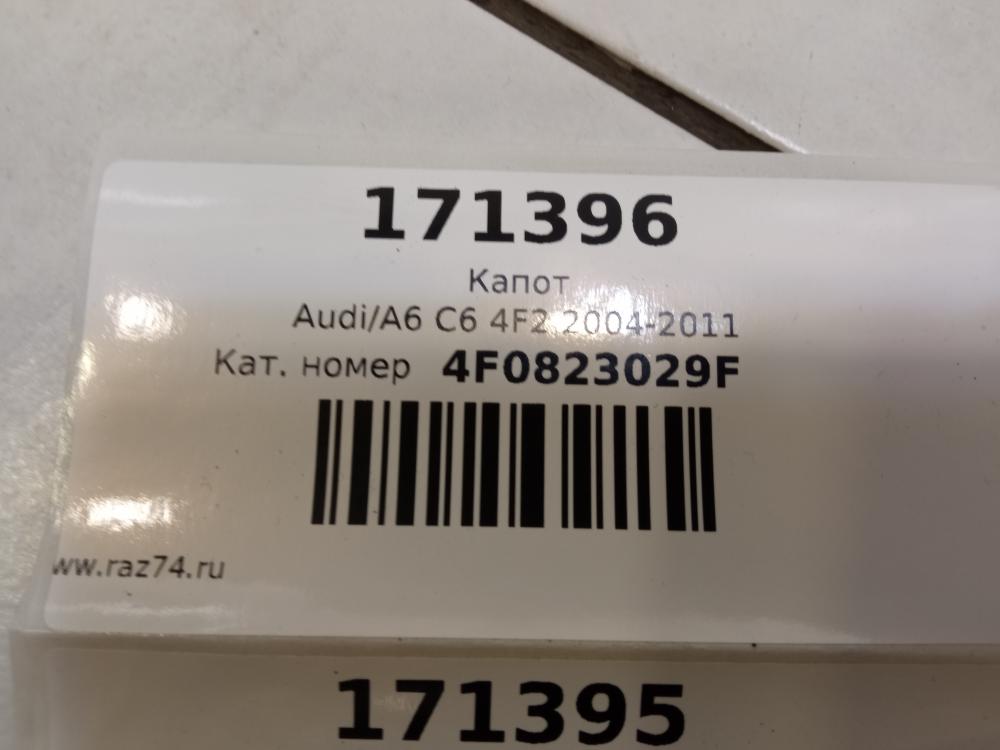 171396
Капот
Audi/A6 C6 4F2 2004-2011
Кат. номер 4F0823029F
ww.raz74.ru
171395